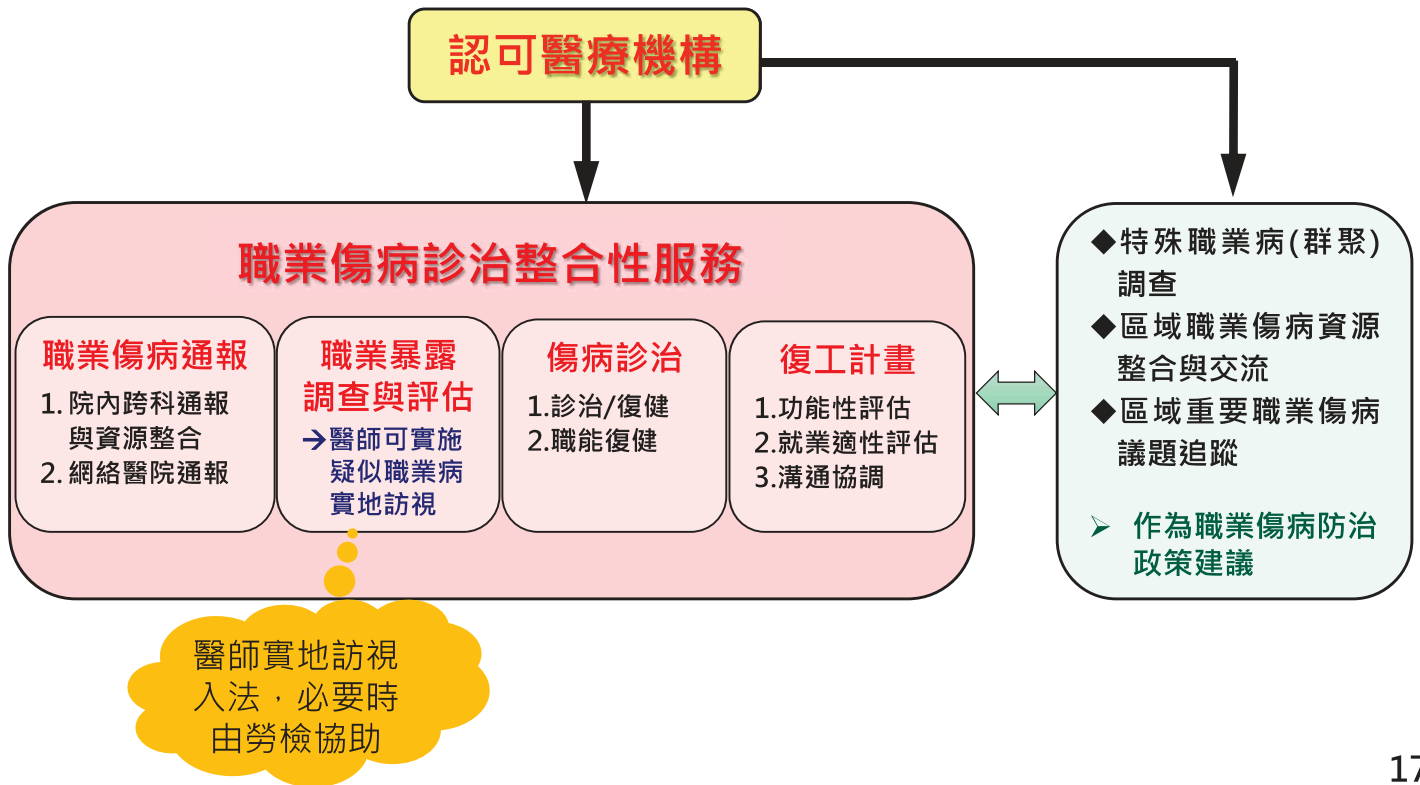 認可醫療機構
職業傷病診治整合性服務
職業傷病通報
1. 院內跨科通報
與資源整合
2. 網絡醫院通報
職業暴露
調查與評估
→醫師可實施
疑似職業病
實地訪視
傷病診治
1.診治/復健
2.職能復健
復工計畫
1.功能性評估
2.就業適性評估
3.溝通協調
◆特殊職業病(群聚)
調查
◆區域職業傷病資源
整合與交流
◆區域重要職業傷病
議題追蹤
➢ 作為職業傷病防治
政策建議
醫師實地訪視
入法，必要時
由勞檢協助
17